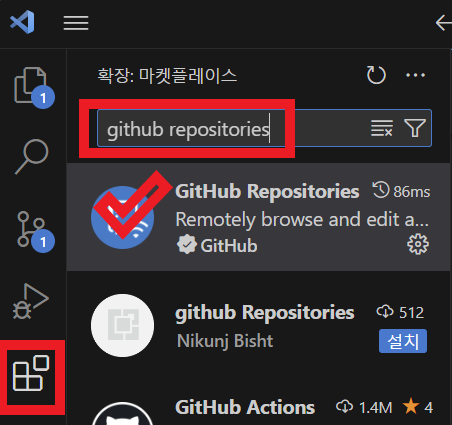 확장: 마켓플레이스
github repositories
GitHub Repositories 86ms
Remotely browse and edit a...
GitHub
1
1
github Repositories 512
Nikunj Bisht 설치
GitHub Actions 1.4M 4